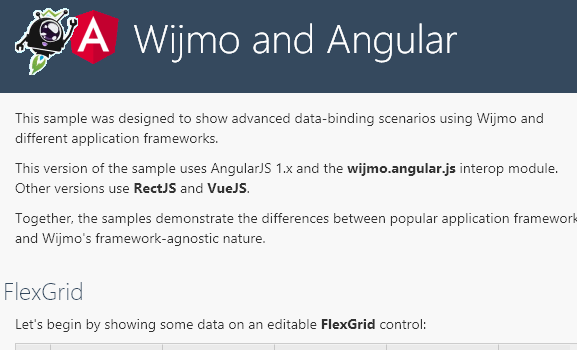 Wijmo and Angular
This sample was designed to show advanced data-binding scenarios using Wijmo and
different application frameworks.
This version of the sample uses AngularJS 1.x and the wijmo.angular.js interop module.
Other versions use RectJS and VueJS.
Together, the samples demonstrate the differences between popular application framework
and Wijmo's framework-agnostic nature.
FlexGrid
Let's begin by showing some data on an editable FlexGrid control: